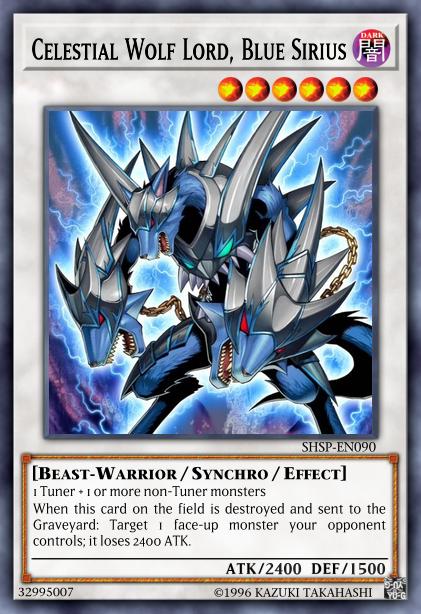 CELESTIAL WOLF LORD, BLUE SIRIUS
DARK
闇
SHSP-EN090
[BEAST-WARRIOR / SYNCHRO / EFFECT]
1 Tuner + 1 or more non-Tuner monsters
When this card on the field is destroyed and sent to the
Graveyard: Target 1 face-up monster your opponent
controls; it loses 2400 ATK.
ATK/2400 DEF/1500
32995007
©1996 KAZUKI TAKAHASHI